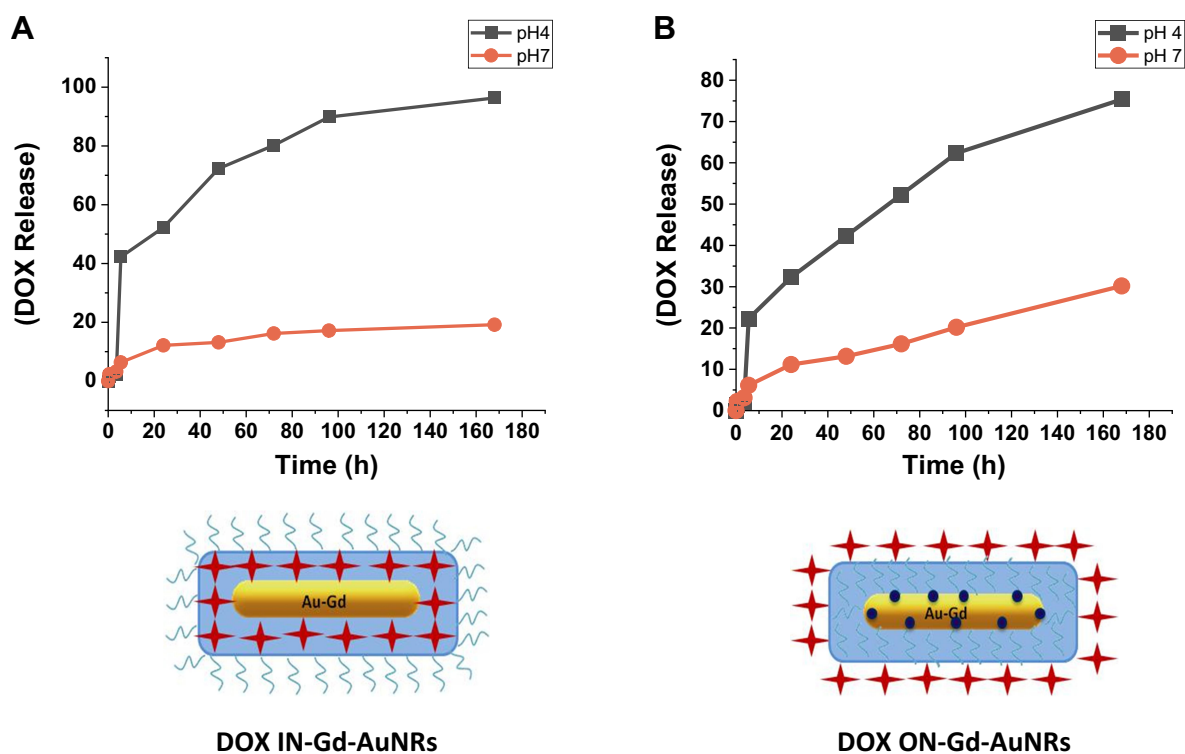 A
pH4
pH7
100
80
60
40
20
0
(DOX Release)
0 20 40 60 80 100 120 140 160 180
Time (h)
Au-Gd
DOX IN-Gd-AuNRs
B
pH 4
pH 7
80
70
60
50
40
30
20
10
0
(DOX Release)
0 20 40 60 80 100 120 140 160 180
Time (h)
Au-Gd
DOX ON-Gd-AuNRs